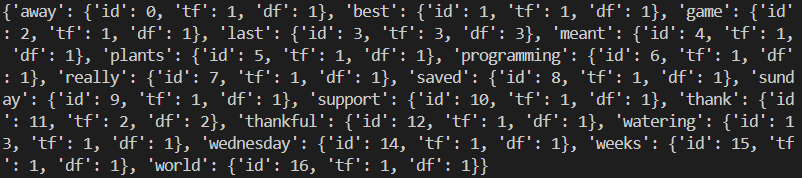 {'away': {'id': 0, 'tf': 1, 'df': 1}, 'best': {'id': 1, 'tf': 1, 'df': 1}, 'game': {'id
': 2, 'tf': 1, 'df': 1}, 'last': {'id': 3, 'tf': 3, 'df': 3}, 'meant': {'id': 4, 'tf': 1,
 'df': 1}, 'plants': {'id': 5, 'tf': 1, 'df': 1}, 'programming': {'id': 6, 'tf': 1, 'df
': 1}, 'really': {'id': 7, 'tf': 1, 'df': 1}, 'saved': {'id': 8, 'tf': 1, 'df': 1}, 'sund
ay': {'id': 9, 'tf': 1, 'df': 1}, 'support': {'id': 10, 'tf': 1, 'df': 1}, 'thank': {'id
': 11, 'tf': 2, 'df': 2}, 'thankful': {'id': 12, 'tf': 1, 'df': 1}, 'watering': {'id': 1
3, 'tf': 1, 'df': 1}, 'wednesday': {'id': 14, 'tf': 1, 'df': 1}, 'weeks': {'id': 15, 'tf
': 1, 'df': 1}, 'world': {'id': 16, 'tf': 1, 'df': 1}}